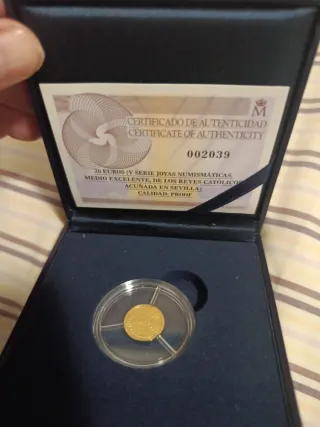 M
CERTIFICADO DE AUTENTICIDAD
CERTIFICATE OF AUTHENTICITY
002039
20 EUROS (V SERIE JOYAS NUMISMÁTICAS.
MEDIO EXCELENTE, DE LOS REYES CATÓLICOS
ACUÑADA EN SEVILLA)
CALIDAD: PROOF